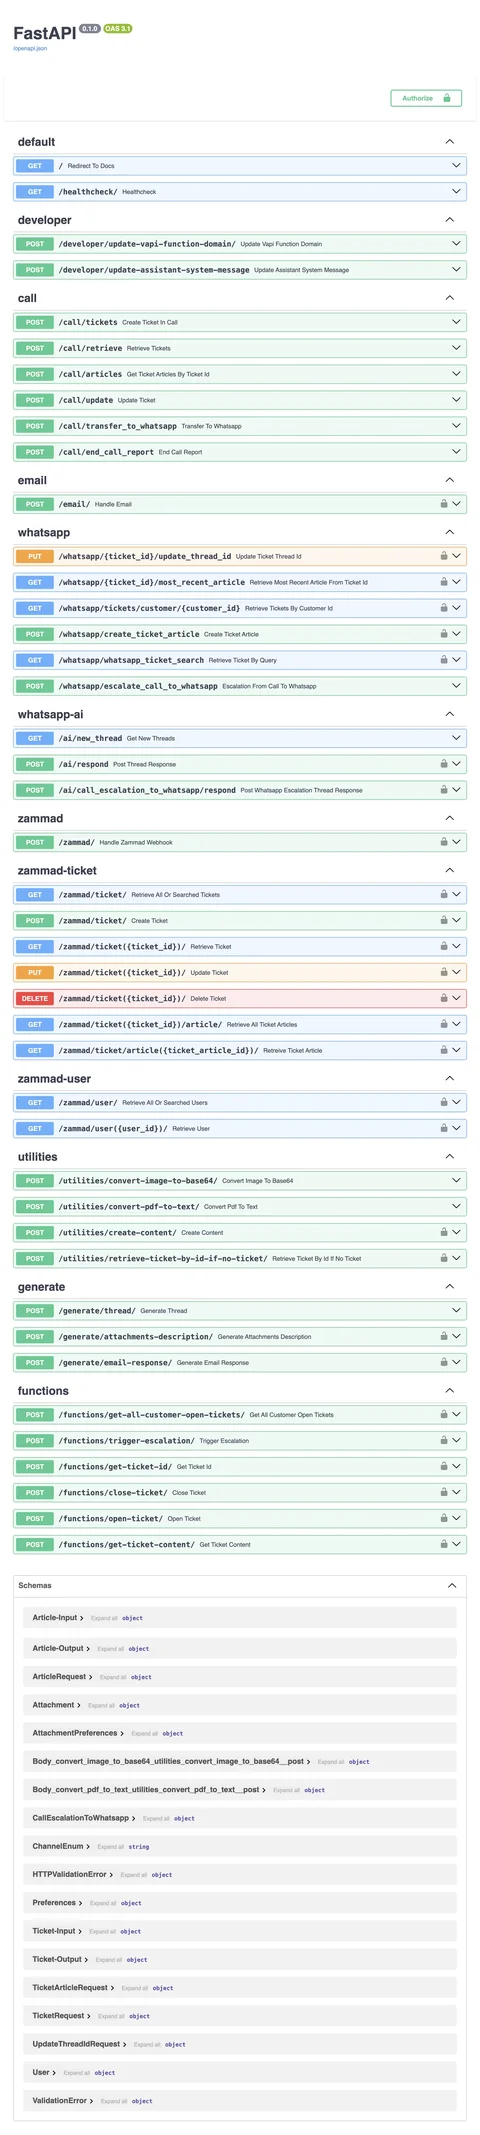 FastAPI 0.1.0 OAS 3.1
/openapi.json
Authorize
default
GET / Redirect To Docs
GET /healthcheck/ Healthcheck
developer
POST /developer/update-vapi-function-domain/ Update Vapi Function Domain
POST /developer/update-assistant-system-message Update Assistant System Message
call
POST /call/tickets Create Ticket In Call
POST /call/retrieve Retrieve Tickets
POST /call/articles Get Ticket Articles By Ticket Id
POST /call/update Update Ticket
POST /call/transfer_to_whatsapp Transfer To Whatsapp
POST /call/end_call_report End Call Report
email
POST /email/ Handle Email
whatsapp
PUT /whatsapp/{ticket_id}/update_thread_id Update Ticket Thread Id
GET /whatsapp/{ticket_id}/most_recent_article Retrieve Most Recent Article From Ticket Id
GET /whatsapp/tickets/customer/{customer_id} Retrieve Tickets By Customer Id
POST /whatsapp/create_ticket_article Create Ticket Article
GET /whatsapp/whatsapp_ticket_search Retrieve Ticket By Query
POST /whatsapp/escalate_call_to_whatsapp Escalation From Call To Whatsapp
whatsapp-ai
GET /ai/new_thread Get New Threads
POST /ai/respond Post Thread Response
POST /ai/call_escalation_to_whatsapp/respond Post Whatsapp Escalation Thread Response
zammad
POST /zammad/ Handle Zammad Webhook
zammad-ticket
GET /zammad/ticket/ Retrieve All Or Searched Tickets
POST /zammad/ticket/ Create Ticket
GET /zammad/ticket({ticket_id})/ Retrieve Ticket
PUT /zammad/ticket({ticket_id})/ Update Ticket
DELETE /zammad/ticket({ticket_id})/ Delete Ticket
GET /zammad/ticket({ticket_id})/article/ Retrieve All Ticket Articles
GET /zammad/ticket/article({ticket_article_id})/ Retreive Ticket Article
zammad-user
GET /zammad/user/ Retrieve All Or Searched Users
GET /zammad/user({user_id})/ Retrieve User
utilities
POST /utilities/convert-image-to-base64/ Convert Image To Base64
POST /utilities/convert-pdf-to-text/ Convert Pdf To Text
POST /utilities/create-content/ Create Content
POST /utilities/retrieve-ticket-by-id-if-no-ticket/ Retrieve Ticket By Id If No Ticket
generate
POST /generate/thread/ Generate Thread
POST /generate/attachments-description/ Generate Attachments Description
POST /generate/email-response/ Generate Email Response
functions
POST /functions/get-all-customer-open-tickets/ Get All Customer Open Tickets
POST /functions/trigger-escalation/ Trigger Escalation
POST /functions/get-ticket-id/ Get Ticket Id
POST /functions/close-ticket/ Close Ticket
POST /functions/open-ticket/ Open Ticket
POST /functions/get-ticket-content/ Get Ticket Content
Schemas
Article-Input Expand all object
Article-Output Expand all object
ArticleRequest Expand all object
Attachment Expand all object
AttachmentPreferences Expand all object
Body_convert_image_to_base64_utilities_convert_image_to_base64__post Expand all object
Body_convert_pdf_to_text_utilities_convert_pdf_to_text__post Expand all object
CallEscalationToWhatsapp Expand all object
ChannelEnum Expand all string
HTTPValidationError Expand all object
Preferences Expand all object
Ticket-Input Expand all object
Ticket-Output Expand all object
TicketArticleRequest Expand all object
TicketRequest Expand all object
UpdateThreadIdRequest Expand all object
User Expand all object
ValidationError Expand all object